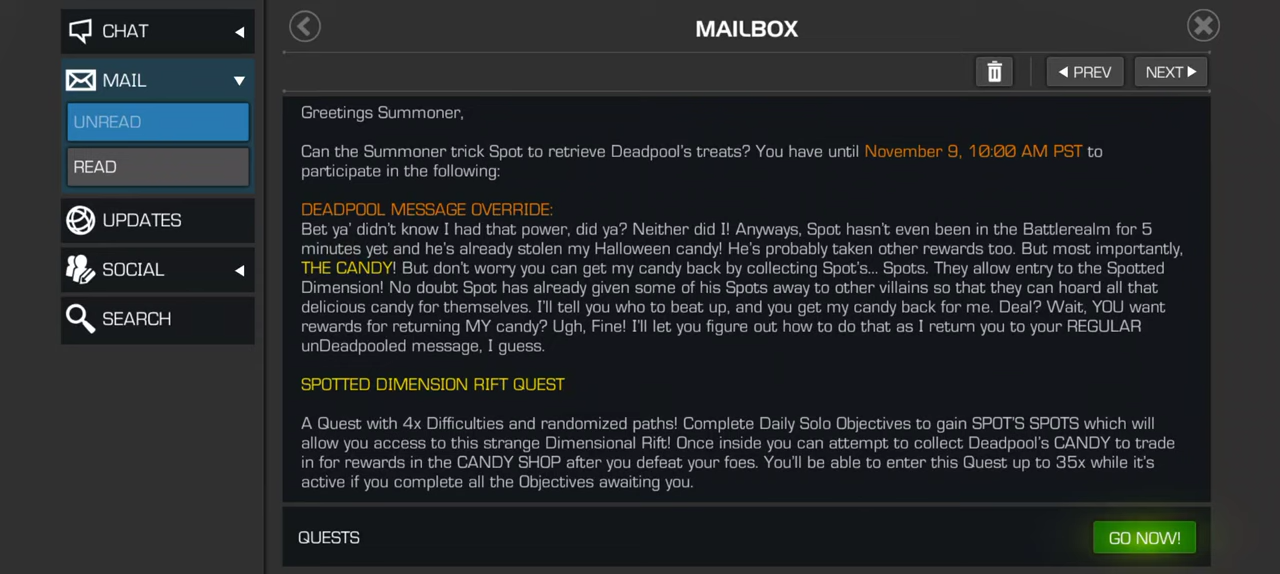 CHAT
MAIL
UNREAD
READ
UPDATES
SOCIAL
SEARCH
MAILBOX
PREV
NEXT
Greetings Summoner,
Can the Summoner trick Spot to retrieve Deadpool's treats? You have until November 9, 10:00 AM PST to
participate in the following:
DEADPOOL MESSAGE OVERRIDE:
Bet ya' didn't know I had that power, did ya? Neither did I! Anyways, Spot hasn't even been in the Battlerealm for 5
minutes yet and he's already stolen my Halloween candy! He's probably taken other rewards too. But most importantly,
THE CANDY! But don't worry you can get my candy back by collecting Spot's... Spots. They allow entry to the Spotted
Dimension! No doubt Spot has already given some of his Spots away to other villains so that they can hoard all that
delicious candy for themselves. I'll tell you who to beat up, and you get my candy back for me. Deal? Wait, YOU want
rewards for returning MY candy? Ugh, Fine! I'll let you figure out how to do that as I return you to your REGULAR
unDeadpooled message, I guess.
SPOTTED DIMENSION RIFT QUEST
A Quest with 4x Difficulties and randomized paths! Complete Daily Solo Objectives to gain SPOT'S SPOTS which will
allow you access to this strange Dimensional Rift! Once inside you can attempt to collect Deadpool's CANDY to trade
in for rewards in the CANDY SHOP after you defeat your foes. You'll be able to enter this Quest up to 35x while it's
active if you complete all the Objectives awaiting you.
QUESTS
GO NOW!